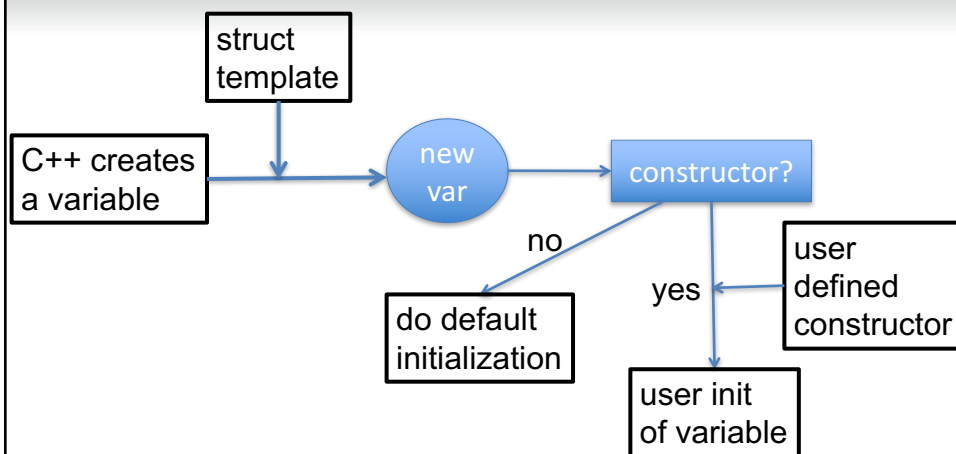 struct
template
C++ creates
a variable
new
var
constructor?
no
yes
user
defined
constructor
do default
initialization
user init
of variable